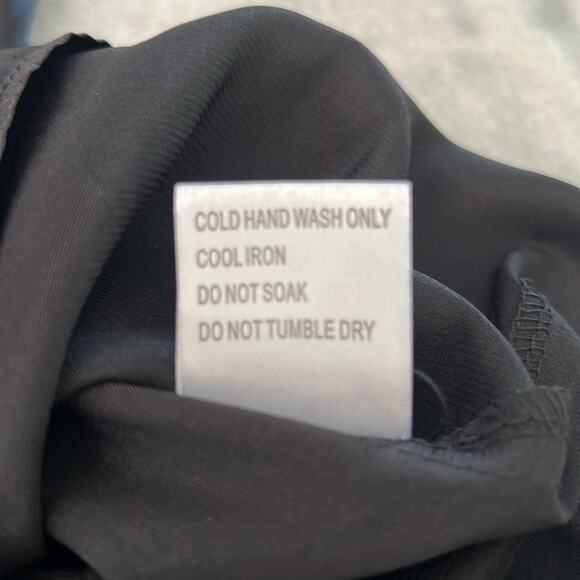 COLD HAND WASH ONLY
COOL IRON
DO NOT SOAK
DO NOT TUMBLE DRY